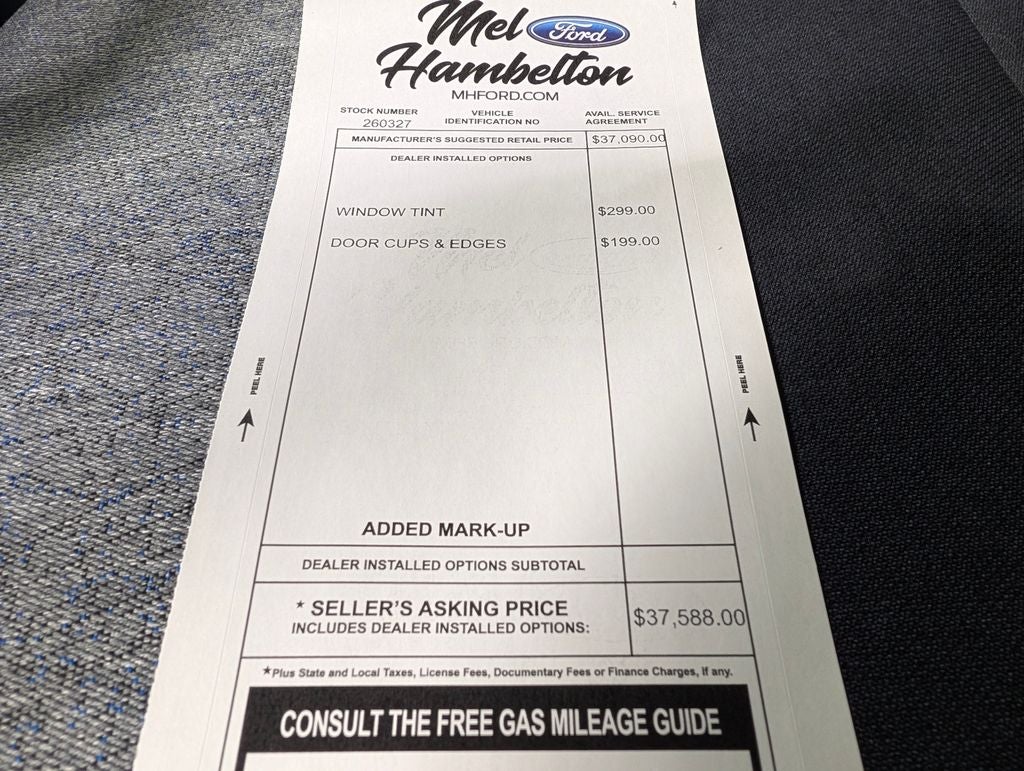 Mel Ford
Hambelton
MHFORD.COM
STOCK NUMBER
260327
VEHICLE
IDENTIFICATION NO
AVAIL. SERVICE
AGREEMENT
MANUFACTURER'S SUGGESTED RETAIL PRICE $37,090.00
DEALER INSTALLED OPTIONS
WINDOW TINT $299.00
DOOR CUPS & EDGES $199.00
PEEL HERE
PEEL HERE
ADDED MARK-UP
DEALER INSTALLED OPTIONS SUBTOTAL
* SELLER'S ASKING PRICE
INCLUDES DEALER INSTALLED OPTIONS: $37,588.00
*Plus State and Local Taxes, License Fees, Documentary Fees or Finance Charges, If any.
CONSULT THE FREE GAS MILEAGE GUIDE